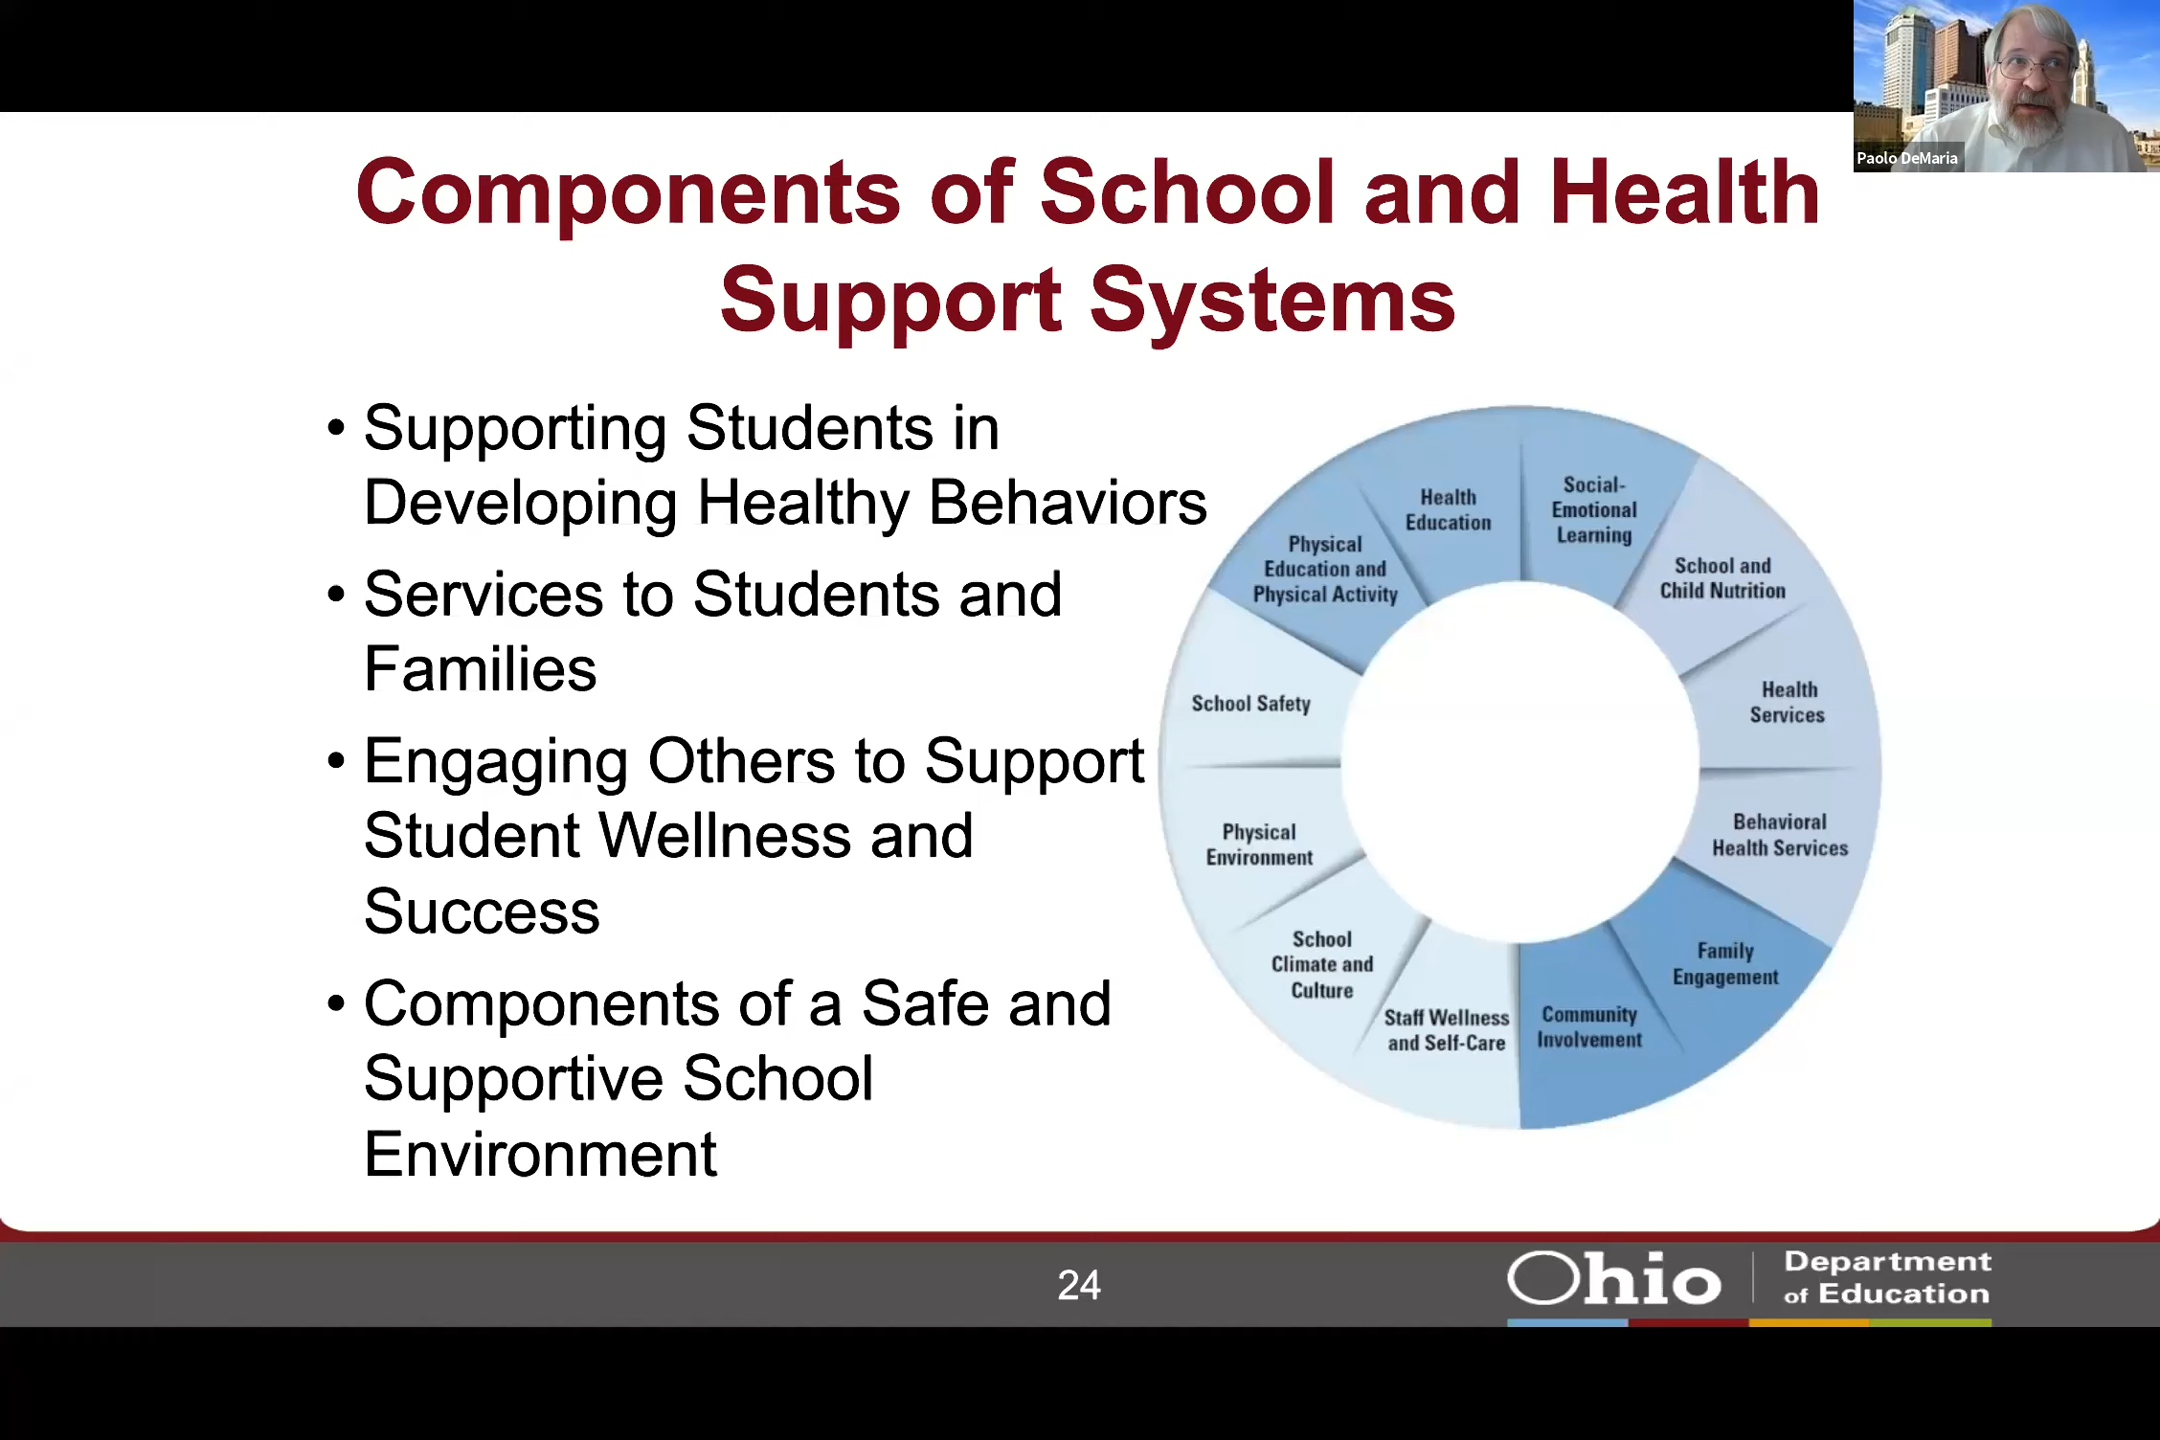 Paolo DeMaria
Components of School and Health
Support Systems
• Supporting Students in
Developing Healthy Behaviors
• Services to Students and
Families
• Engaging Others to Support
Student Wellness and
Success
• Components of a Safe and
Supportive School
Environment
Health
Education
Social-
Emotional
Learning
School and
Child Nutrition
Health
Services
Behavioral
Health Services
Family
Engagement
Community
Involvement
Staff Wellness
and Self-Care
School
Climate and
Culture
Physical
Environment
School Safety
Physical
Education and
Physical Activity
24
Ohio
Department
of Education